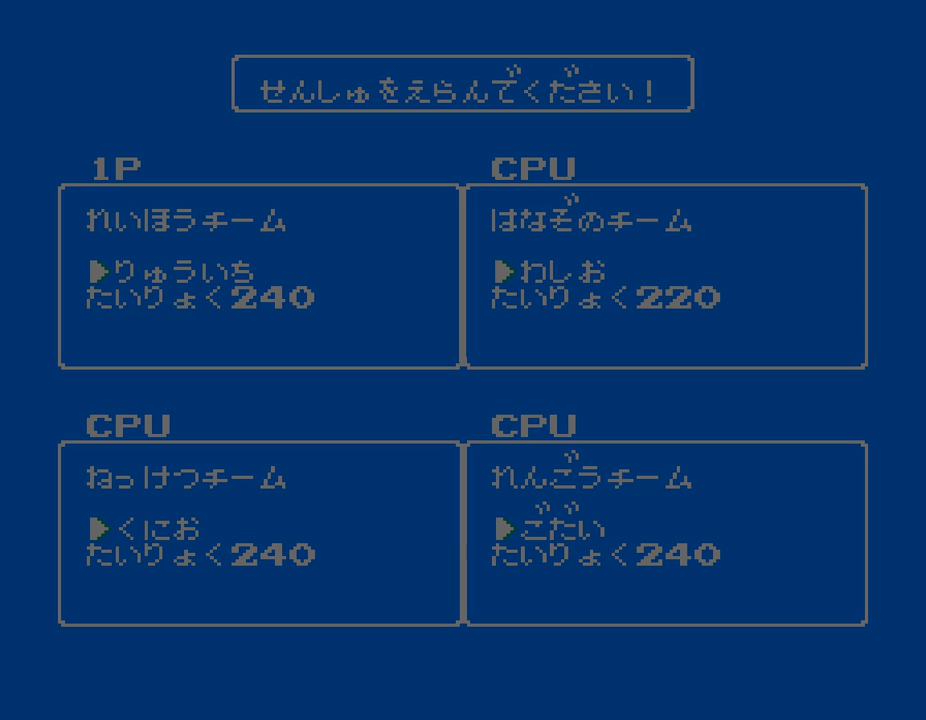 せんしゅをえらんでください!
1P
れいほうチーム
▶りゅういち
たいりょく240
CPU
はなぞのチーム
▶わしお
たいりょく220
CPU
ねっけつチーム
▶くにお
たいりょく240
CPU
れんごうチーム
▶ごだい
たいりょく240